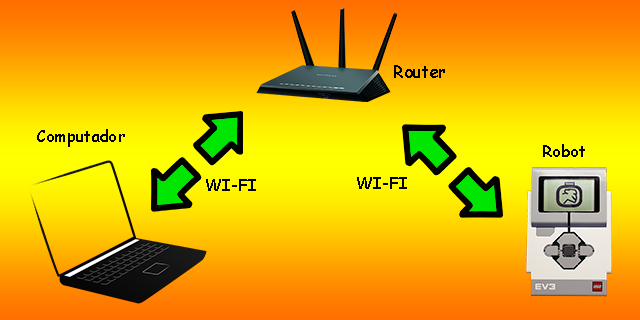 Router
Computador
WI-FI
WI-FI
Robot
EV3